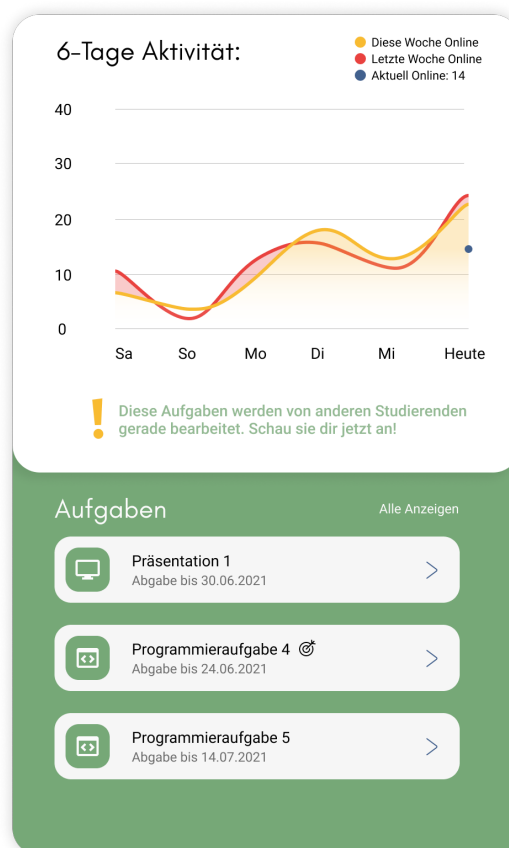 6-Tage Aktivität:
Diese Woche Online
Letzte Woche Online
Aktuell Online: 14
40
30
20
10
0
Sa So Mo Di Mi Heute
Diese Aufgaben werden von anderen Studierenden
gerade bearbeitet. Schau sie dir jetzt an!
Aufgaben
Alle Anzeigen
Präsentation 1
Abgabe bis 30.06.2021
Programmieraufgabe 4
Abgabe bis 24.06.2021
Programmieraufgabe 5
Abgabe bis 14.07.2021